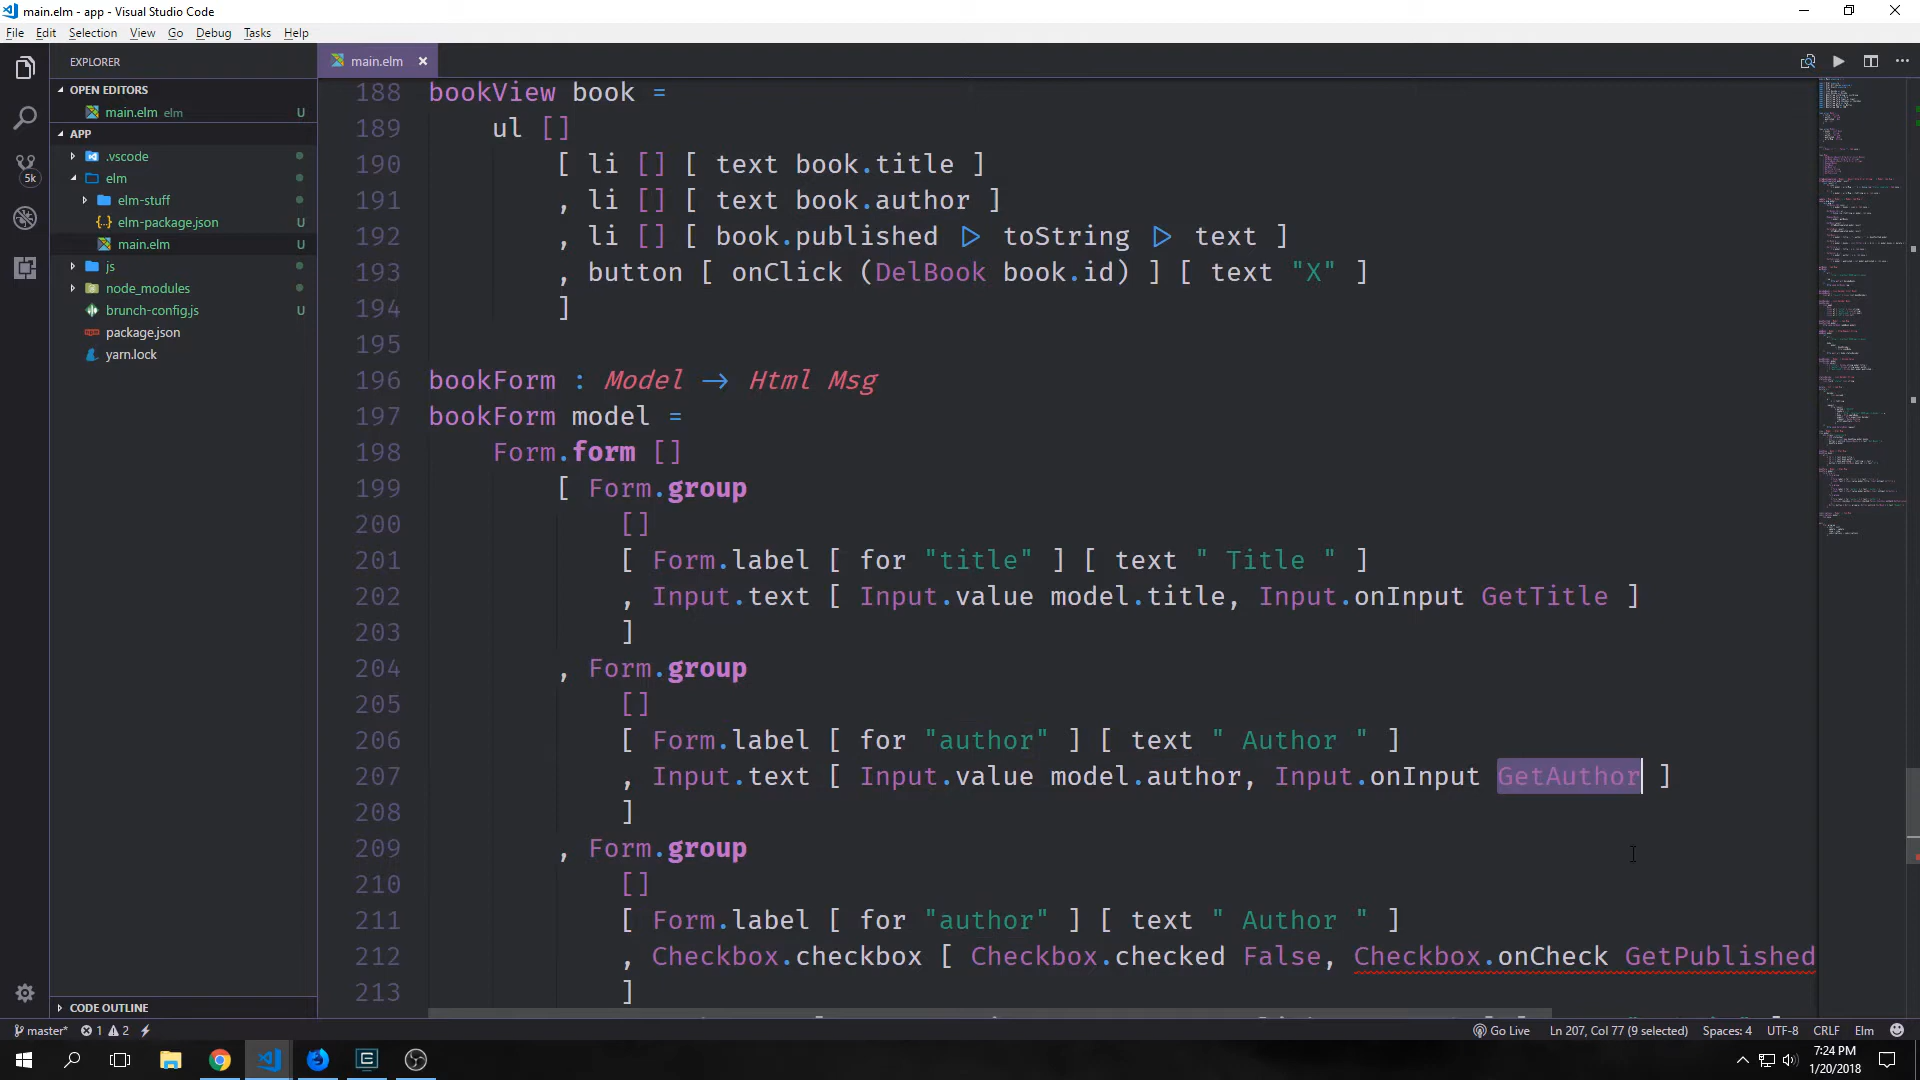 main.elm - app - Visual Studio Code
File Edit Selection View Go Debug Tasks Help
EXPLORER
main.elm ×
OPEN EDITORS
main.elm elm U
APP
.vscode
elm
elm-stuff
elm-package.json U
main.elm U
js
node_modules
brunch-config.js U
package.json
yarn.lock
5k
CODE OUTLINE
188 bookView book =
189 ul []
190 [ li [] [ text book.title ]
191 , li [] [ text book.author ]
192 , li [] [ book.published ▷ toString ▷ text ]
193 , button [ onClick (DelBook book.id) ] [ text "X" ]
194 ]
195
196 bookForm : Model → Html Msg
197 bookForm model =
198 Form.form []
199 [ Form.group
200 []
201 [ Form.label [ for "title" ] [ text " Title " ]
202 , Input.text [ Input.value model.title, Input.onInput GetTitle ]
203 ]
204 , Form.group
205 []
206 [ Form.label [ for "author" ] [ text " Author " ]
207 , Input.text [ Input.value model.author, Input.onInput GetAuthor ]
208 ]
209 , Form.group
210 []
211 [ Form.label [ for "author" ] [ text " Author " ]
212 , Checkbox.checkbox [ Checkbox.checked False, Checkbox.onCheck GetPublished
213 ]
master* 1 2 Go Live Ln 207, Col 77 (9 selected) Spaces: 4 UTF-8 CRLF Elm
7:24 PM
1/20/2018